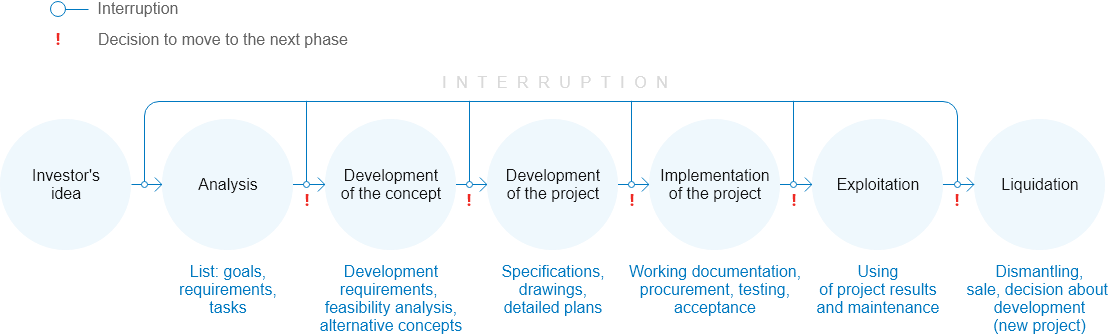 Interruption
! Decision to move to the next phase
INTERRUPTION
Investor's
idea
Analysis
Development
of the concept
Development
of the project
Implementation
of the project
Exploitation
Liquidation
! ! ! ! !
List: goals,
requirements,
tasks
Development
requirements,
feasibility analysis,
alternative concepts
Specifications,
drawings,
detailed plans
Working documentation,
procurement, testing,
acceptance
Using
of project results
and maintenance
Dismantling,
sale, decision about
development
(new project)